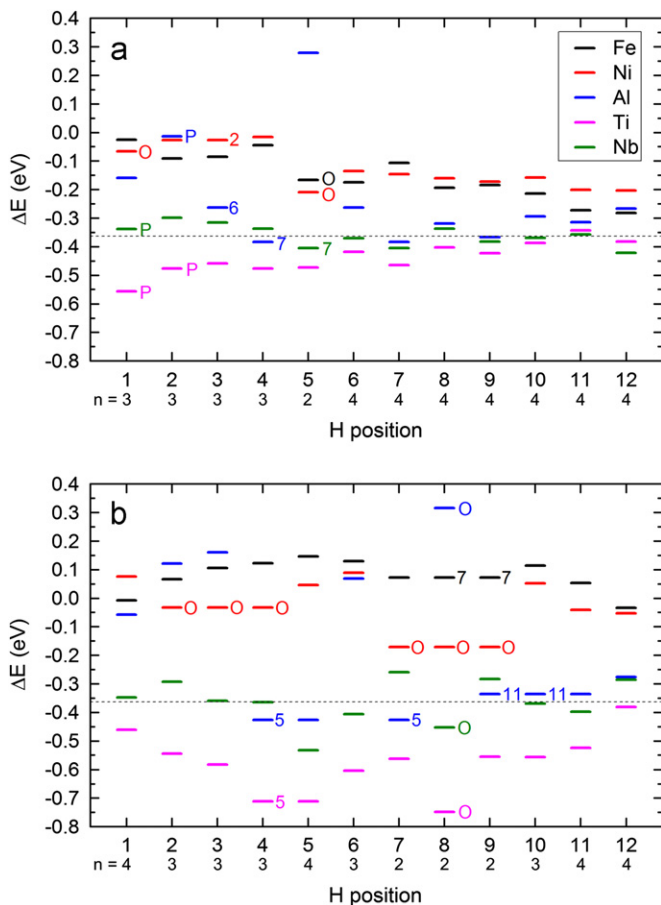 0.4
a
Fe
Ni
Al
Ti
Nb
0.3
0.2
0.1
0.0
P
2
-0.1
O
O
-0.2
O
6
-0.3
P
-0.4
7
7
-0.5
P
P
-0.6
-0.7
-0.8
ΔE (eV)
1 2 3 4 5 6 7 8 9 10 11 12
n = 3 3 3 3 2 4 4 4 4 4 4 4
H position
0.4
b
0.3
O
0.2
0.1
7 7
0.0
O O O
-0.1
-0.2
O O O
-0.3
11 11
-0.4
5 5
O
-0.5
-0.6
-0.7
5
O
-0.8
ΔE (eV)
1 2 3 4 5 6 7 8 9 10 11 12
n = 4 3 3 3 4 3 2 2 2 3 4 4
H position